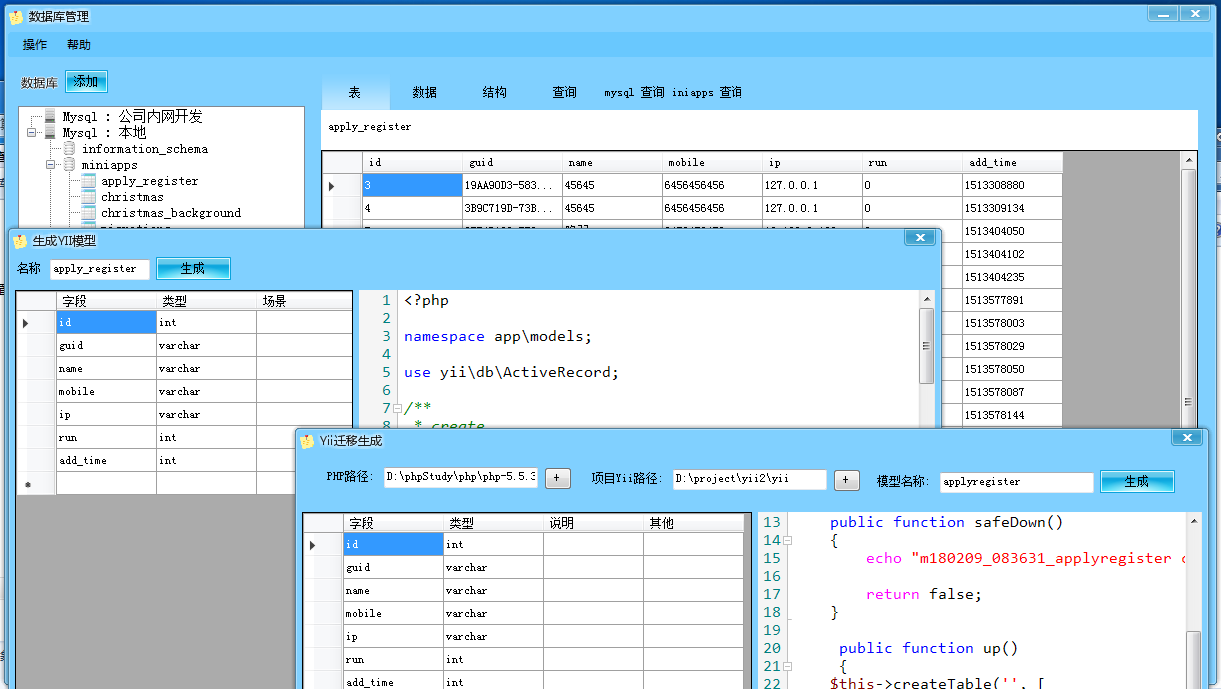 数据库管理
操作 帮助
数据库 添加
Mysql : 公司内网开发
Mysql : 本地
information_schema
miniapps
apply_register
christmas
christmas_background
表 数据 结构 查询 mysql 查询 iniapps 查询
apply_register
id guid name mobile ip run add_time
3 19AA90D3-583... 45645 6456456456 127.0.0.1 0 1513308880
4 3B9C719D-73B... 45645 6456456456 127.0.0.1 0 1513309134
1513404050
1513404102
1513404235
1513577891
1513578003
1513578029
1513578050
1513578087
1513578144
生成YII模型
名称 apply_register 生成
字段 类型 场景
id int
guid varchar
name varchar
mobile varchar
ip varchar
run int
add_time int
*
1 <?php
2
3 namespace app\models;
4
5 use yii\db\ActiveRecord;
6
7 /**
8 * create
Yii迁移生成
PHP路径: D:\phpStudy\php\php-5.5.3 + 项目Yii路径: D:\project\yii2\yii + 模型名称: applyregister 生成
字段 类型 说明 其他
id int
guid varchar
name varchar
mobile varchar
ip varchar
run int
add_time int
13 public function safeDown()
14 {
15 echo "m180209_083631_applyregister c
16
17 return false;
18 }
19
20 public function up()
21 {
22 $this->createTable('', [